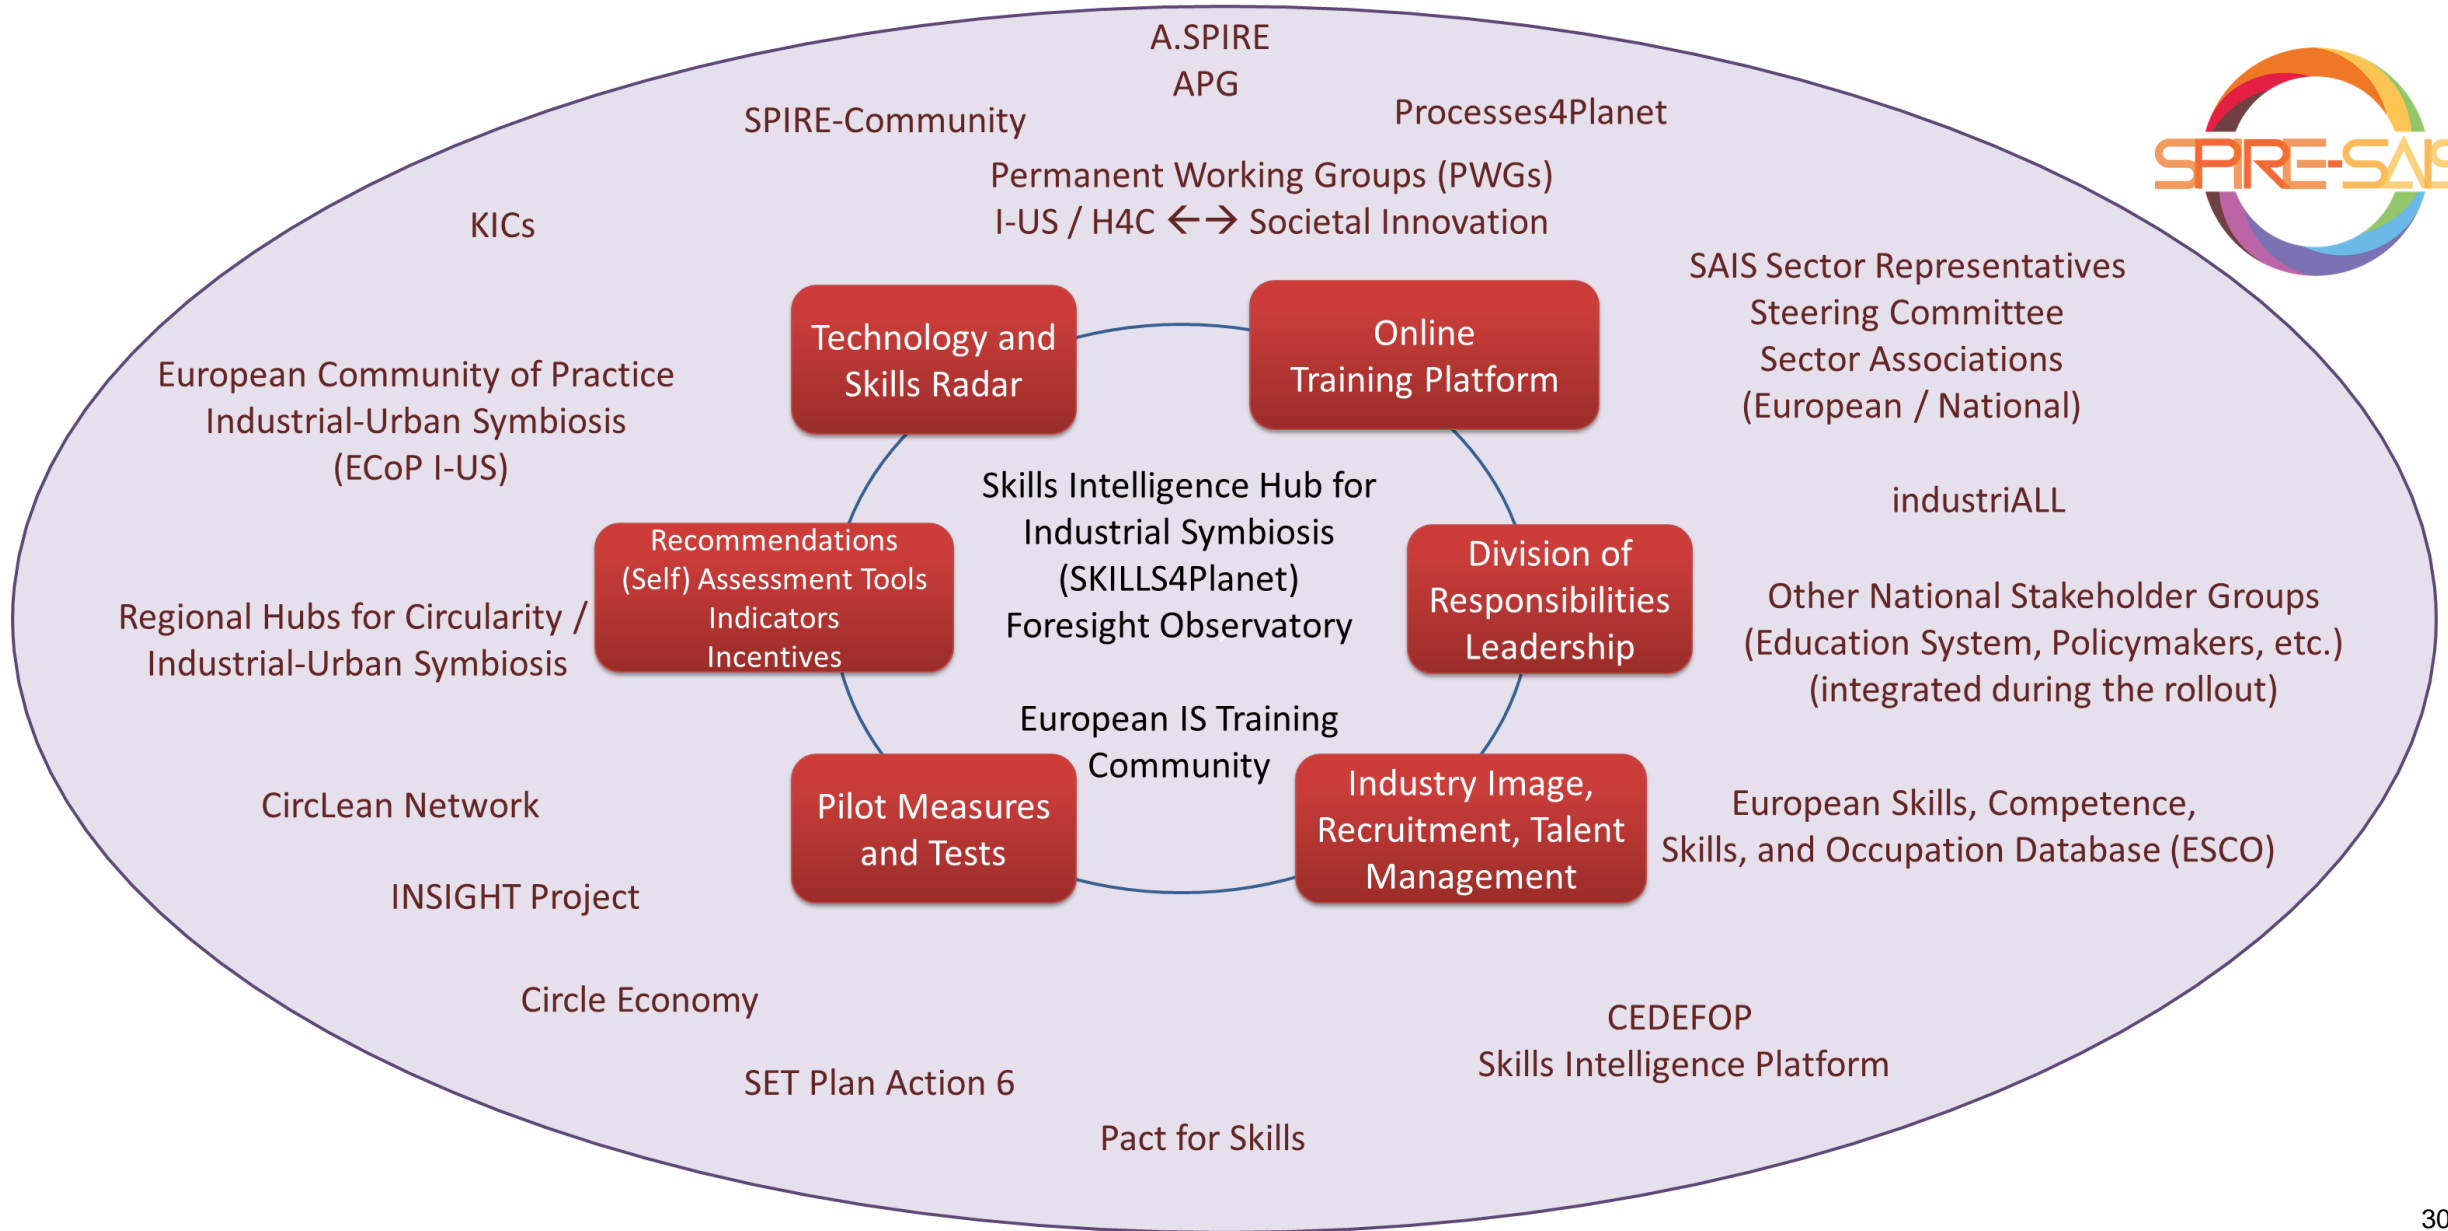 A.SPIRE
APG
SPIRE-Community
Processes4Planet
Permanent Working Groups (PWGs)
I-US / H4C ←→ Societal Innovation
KICs
SPIRE-SAIS
SAIS Sector Representatives
Steering Committee
Sector Associations
(European / National)
Technology and
Skills Radar
Online
Training Platform
European Community of Practice
Industrial-Urban Symbiosis
(ECoP I-US)
Skills Intelligence Hub for
Industrial Symbiosis
(SKILLS4Planet)
Foresight Observatory
industriALL
Recommendations
(Self) Assessment Tools
Indicators
Incentives
Division of
Responsibilities
Leadership
Regional Hubs for Circularity /
Industrial-Urban Symbiosis
Other National Stakeholder Groups
(Education System, Policymakers, etc.)
(integrated during the rollout)
European IS Training
Community
CircLean Network
Pilot Measures
and Tests
Industry Image,
Recruitment, Talent
Management
European Skills, Competence,
Skills, and Occupation Database (ESCO)
INSIGHT Project
Circle Economy
CEDEFOP
Skills Intelligence Platform
SET Plan Action 6
Pact for Skills
30